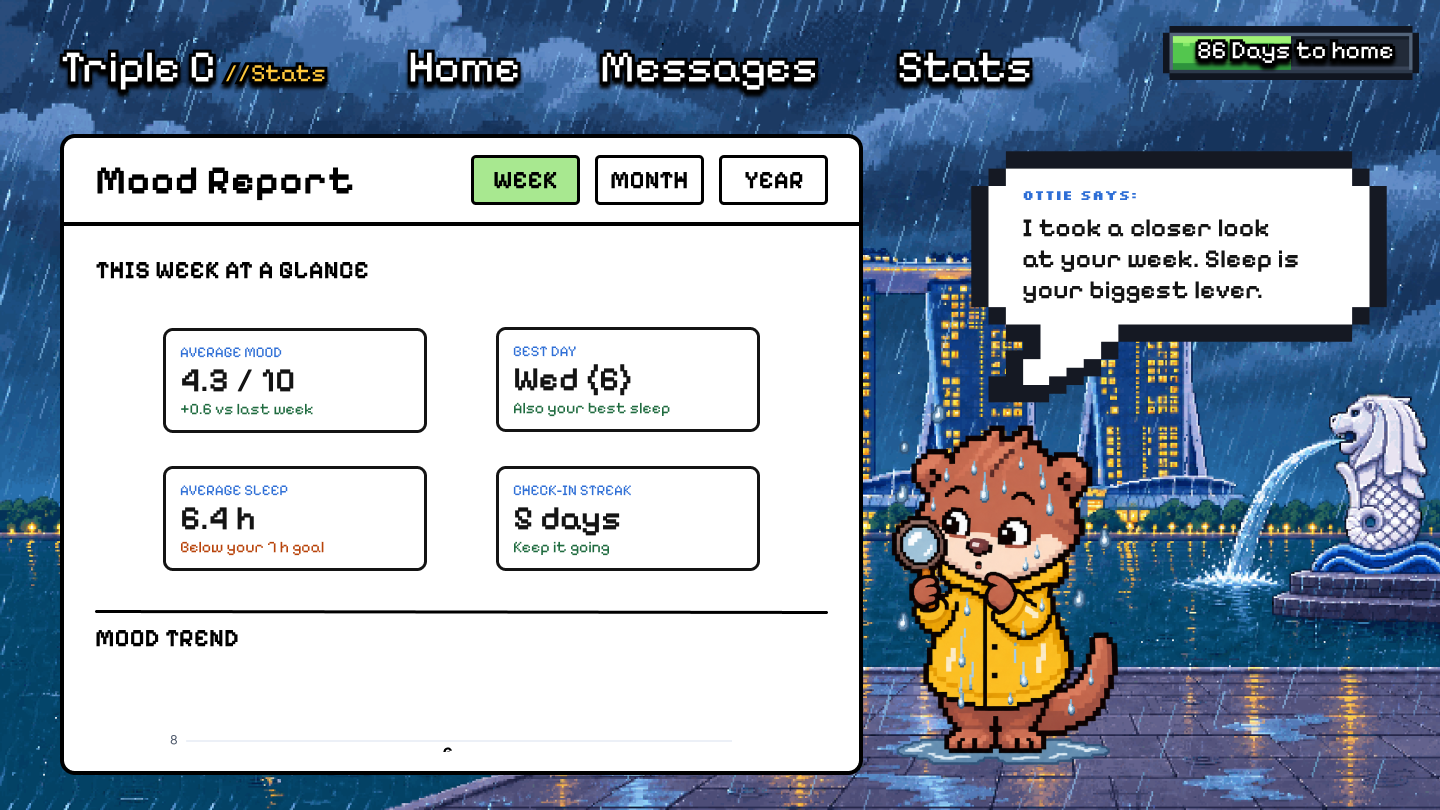 Triple C //Stats
Home
Messages
Stats
86 Days to home
Mood Report
WEEK
MONTH
YEAR
OTTIE SAYS:
I took a closer look
at your week. Sleep is
your biggest lever.
THIS WEEK AT A GLANCE
AVERAGE MOOD
4.3 / 10
+0.6 vs last week
BEST DAY
Wed (6)
Also your best sleep
AVERAGE SLEEP
6.4 h
Below your 7 h goal
CHECK-IN STREAK
8 days
Keep it going
MOOD TREND
8